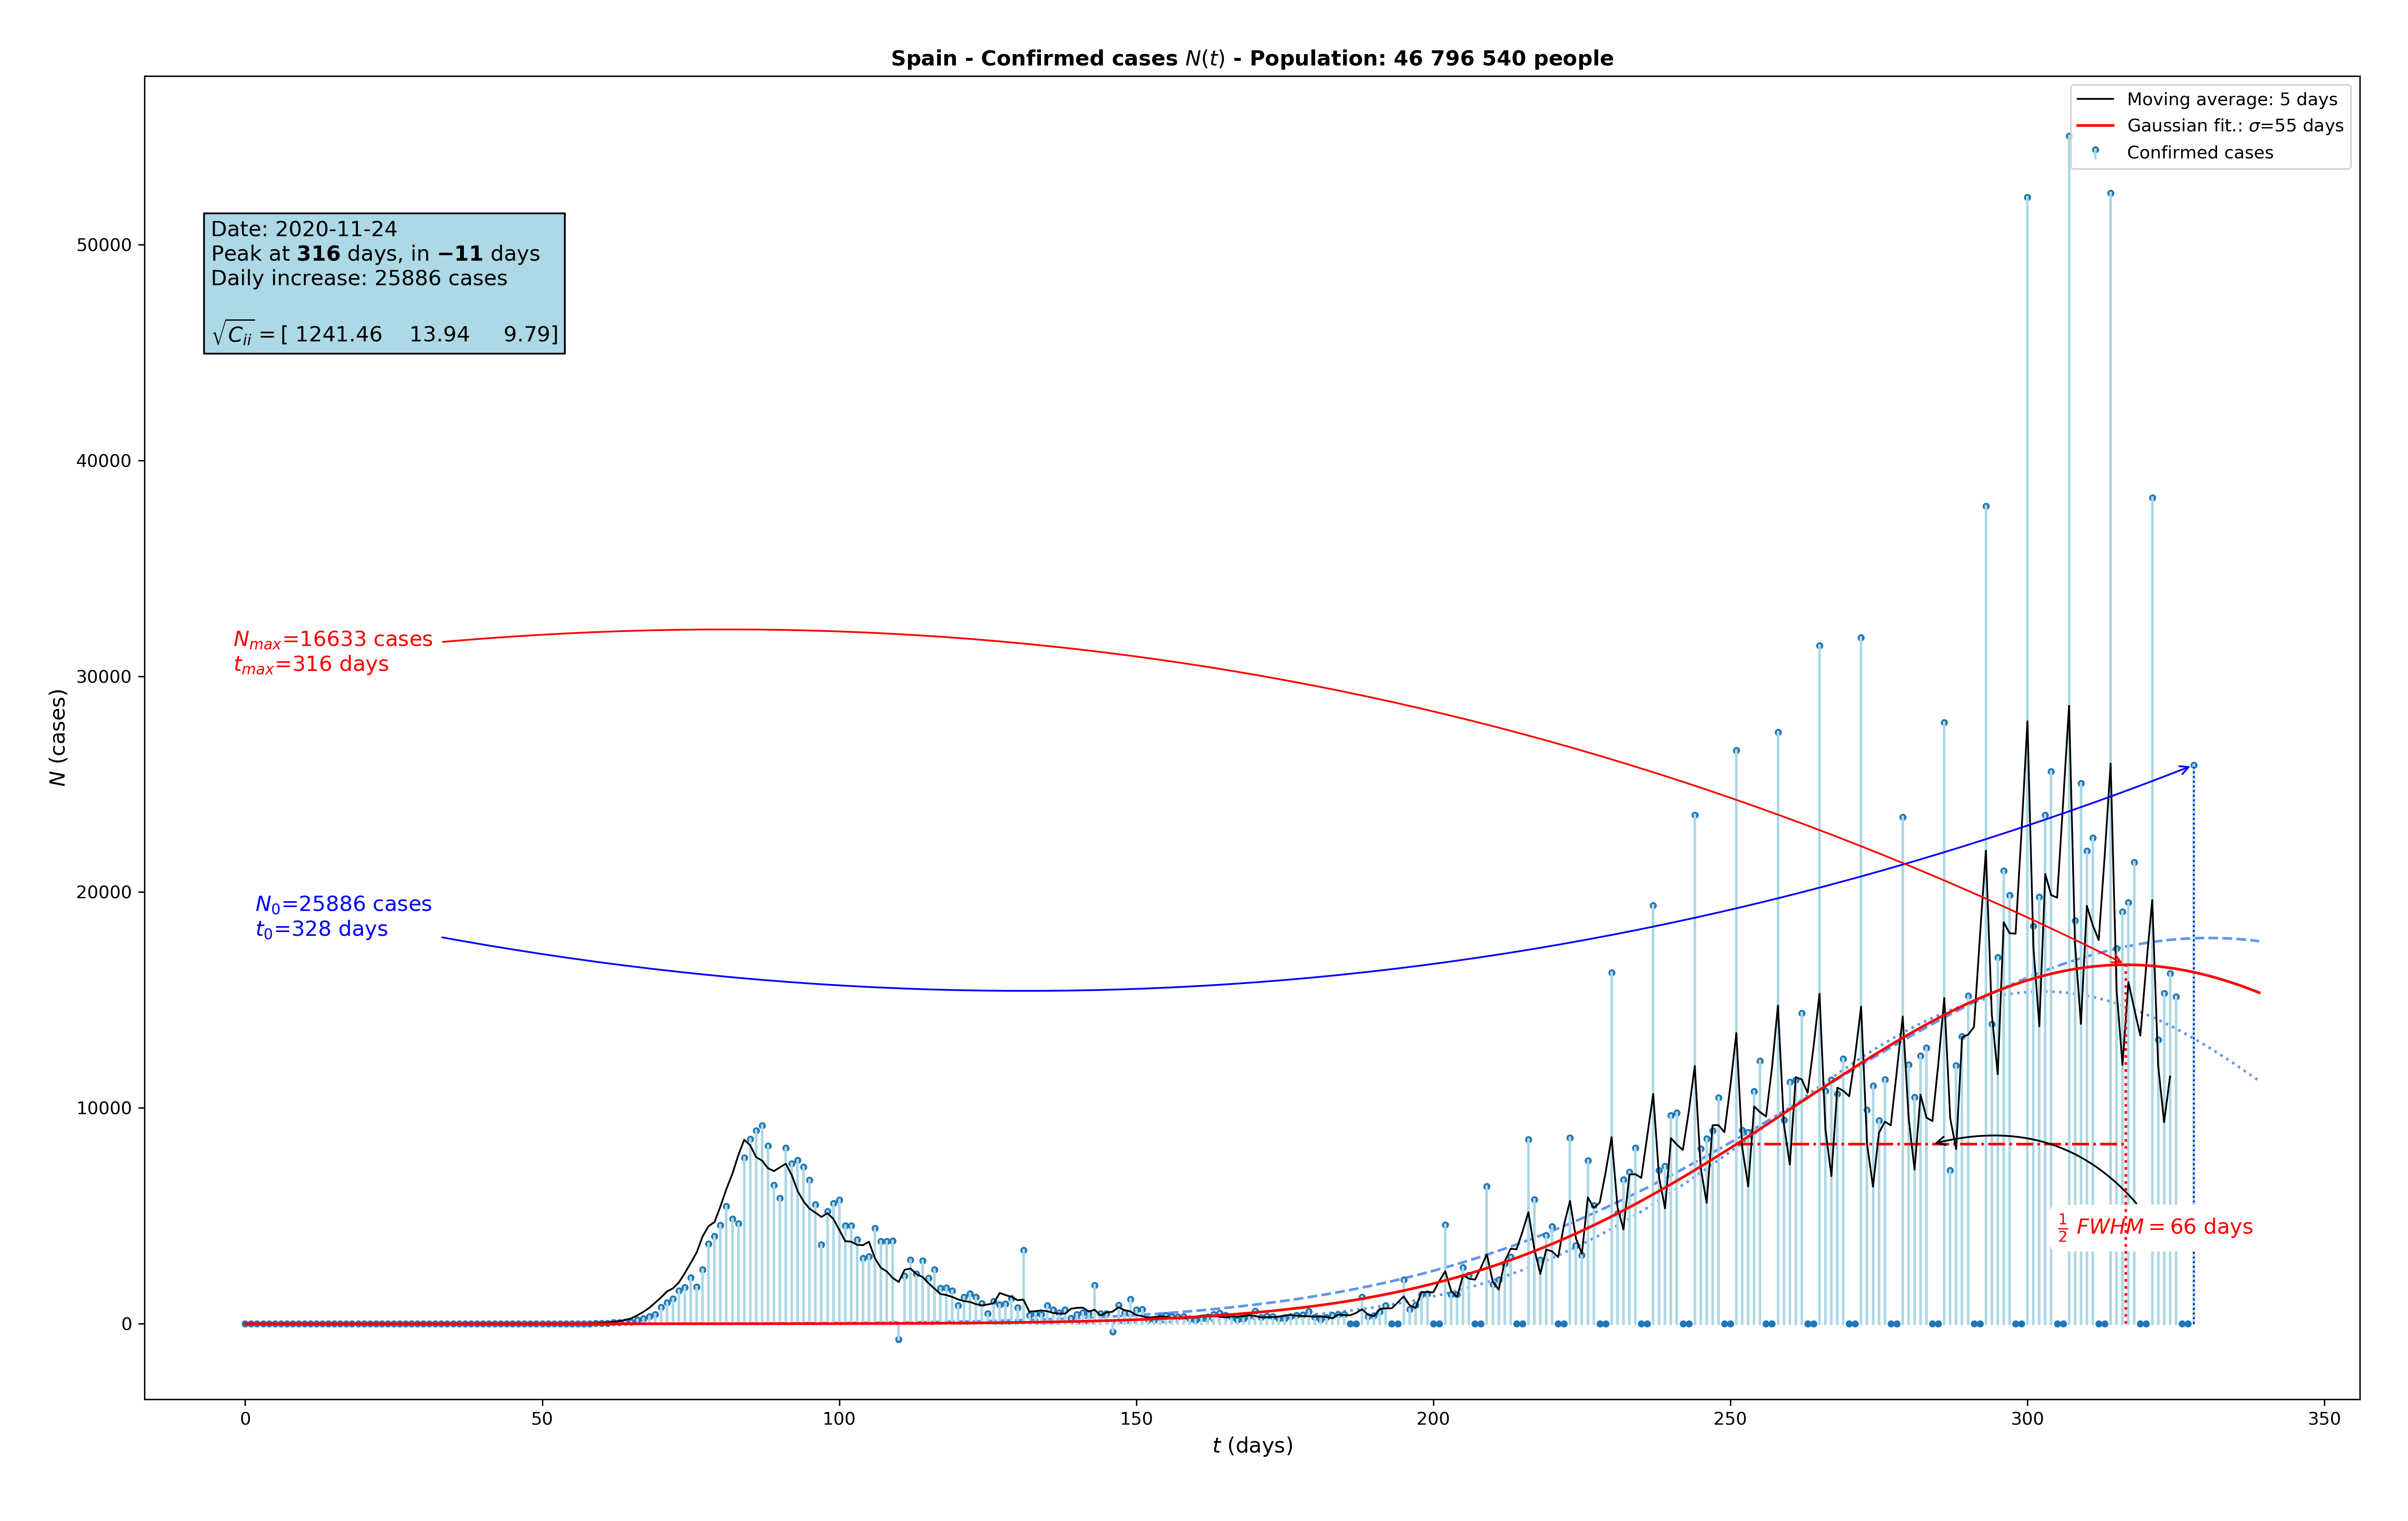 Spain - Confirmed cases N(t) - Population: 46 796 540 people
Moving average: 5 days
Gaussian fit.: σ=55 days
Confirmed cases
Date: 2020-11-24
Peak at 316 days, in −11 days
Daily increase: 25886 cases
√C_ii = [ 1241.46 13.94 9.79]
N_max=16633 cases
t_max=316 days
N_0=25886 cases
t_0=328 days
½ FWHM = 66 days
N (cases)
50000
40000
30000
20000
10000
0
0 50 100 150 200 250 300 350
t (days)